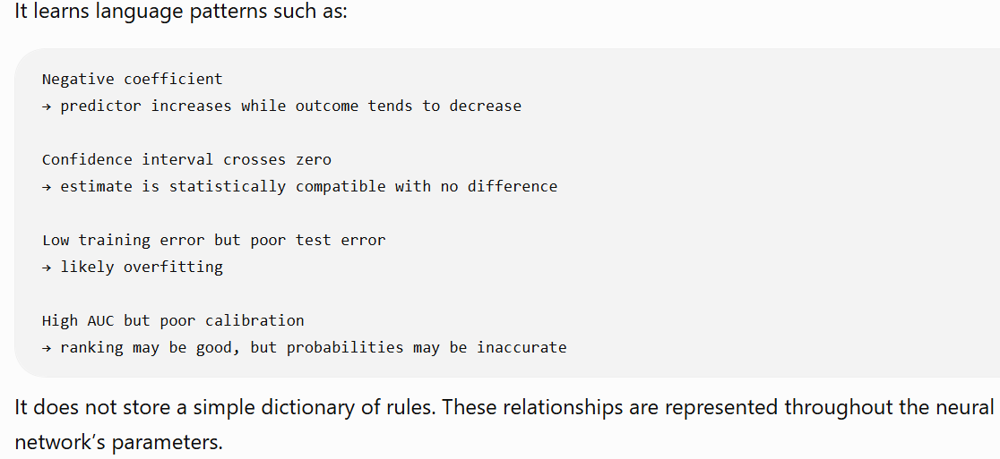 It learns language patterns such as:
Negative coefficient
→ predictor increases while outcome tends to decrease
Confidence interval crosses zero
→ estimate is statistically compatible with no difference
Low training error but poor test error
→ likely overfitting
High AUC but poor calibration
→ ranking may be good, but probabilities may be inaccurate
It does not store a simple dictionary of rules. These relationships are represented throughout the neural
network’s parameters.